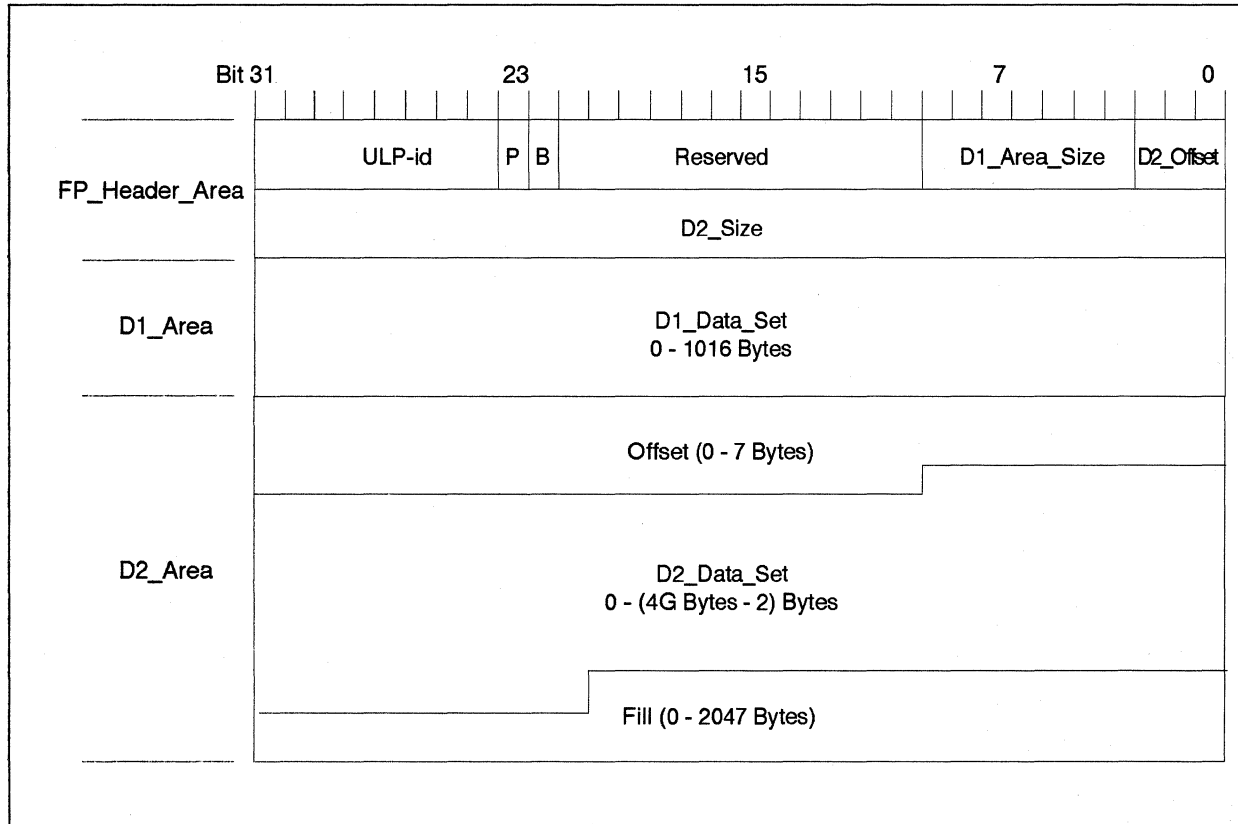 Bit 31 23 15 7 0
ULP-id P B Reserved D1_Area_Size D2_Offset
FP_Header_Area
D2_Size
D1_Area
D1_Data_Set
0 - 1016 Bytes
Offset (0 - 7 Bytes)
D2_Area
D2_Data_Set
0 - (4G Bytes - 2) Bytes
Fill (0 - 2047 Bytes)